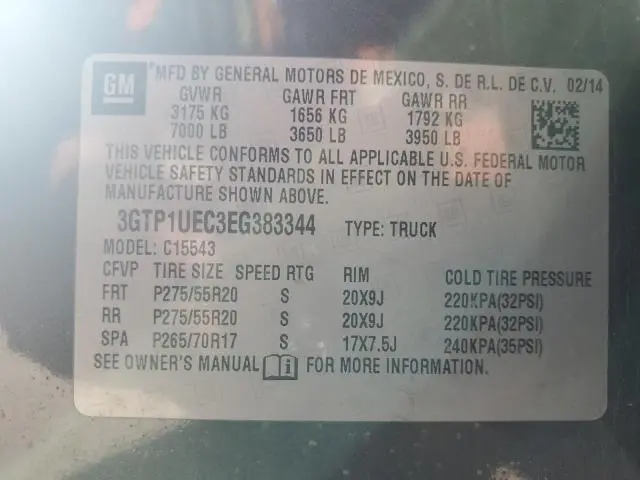 GM
*MFD BY GENERAL MOTORS DE MEXICO, S. DE R.L. DE C.V. 02/14
GVWR GAWR FRT GAWR RR
3175 KG 1656 KG 1792 KG
7000 LB 3650 LB 3950 LB
THIS VEHICLE CONFORMS TO ALL APPLICABLE U.S. FEDERAL MOTOR
VEHICLE SAFETY STANDARDS IN EFFECT ON THE DATE OF
MANUFACTURE SHOWN ABOVE.
3GTP1UEC3EG383344 TYPE: TRUCK
MODEL: C15543
CFVP TIRE SIZE SPEED RTG RIM COLD TIRE PRESSURE
FRT P275/55R20 S 20X9J 220KPA(32PSI)
RR P275/55R20 S 20X9J 220KPA(32PSI)
SPA P265/70R17 S 17X7.5J 240KPA(35PSI)
SEE OWNER'S MANUAL FOR MORE INFORMATION.